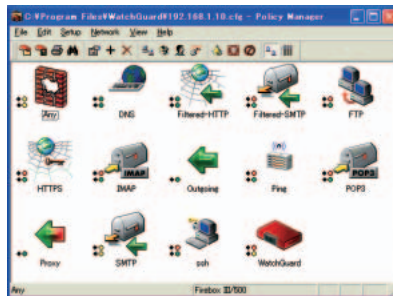 C:¥Program Files¥WatchGuard¥192.168.1.10.cfg - Policy Manager
File Edit Setup Network View Help
Any DNS Filtered-HTTP Filtered-SMTP FTP
IMAP POP3
HTTPS IMAP Outgoing Ping POP3
Proxy SMTP ssh WatchGuard
Any Firebox III/500